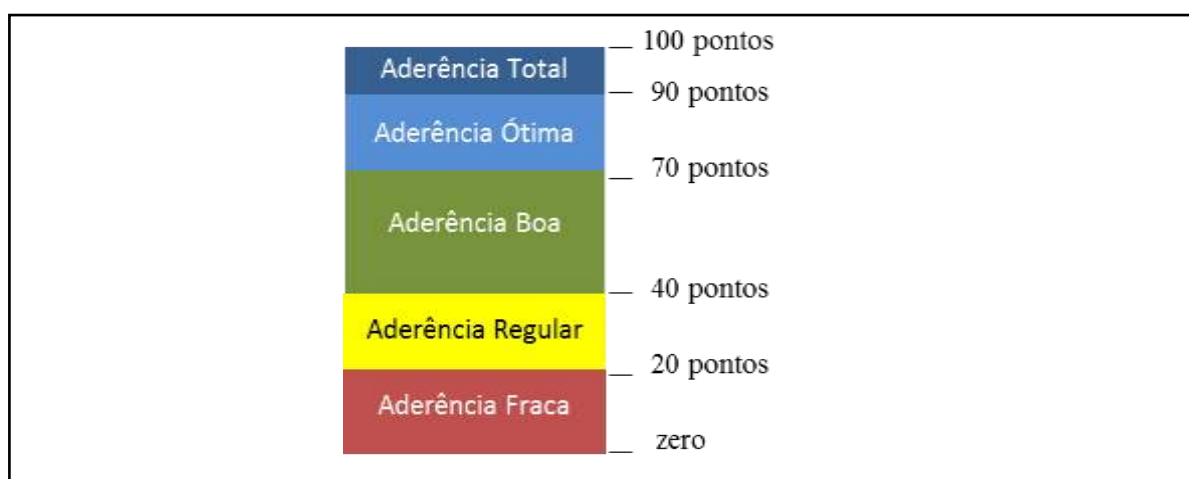 100 pontos
Aderência Total
90 pontos
Aderência Ótima
70 pontos
Aderência Boa
40 pontos
Aderência Regular
20 pontos
Aderência Fraca
zero